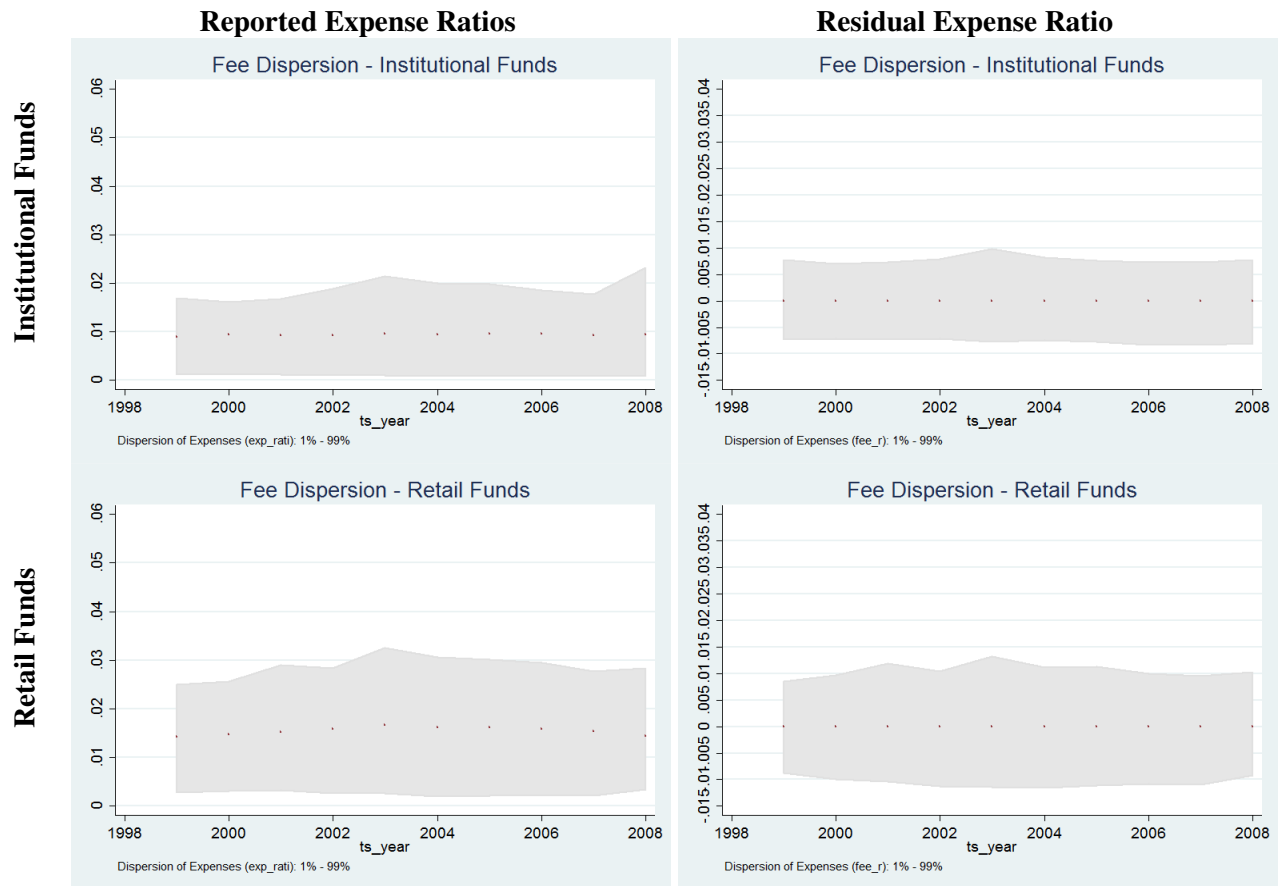 Reported Expense Ratios
Residual Expense Ratio
Institutional Funds
Fee Dispersion - Institutional Funds
.06
.05
.04
.03
.02
.01
0
1998 2000 2002 2004 2006 2008
ts_year
Dispersion of Expenses (exp_rati): 1% - 99%
Fee Dispersion - Institutional Funds
-.015-.01-.005 0 .005.01.015.02.025.03.035.04
1998 2000 2002 2004 2006 2008
ts_year
Dispersion of Expenses (fee_r): 1% - 99%
Retail Funds
Fee Dispersion - Retail Funds
.06
.05
.04
.03
.02
.01
0
1998 2000 2002 2004 2006 2008
ts_year
Dispersion of Expenses (exp_rati): 1% - 99%
Fee Dispersion - Retail Funds
-.015-.01-.005 0 .005.01.015.02.025.03.035.04
1998 2000 2002 2004 2006 2008
ts_year
Dispersion of Expenses (fee_r): 1% - 99%